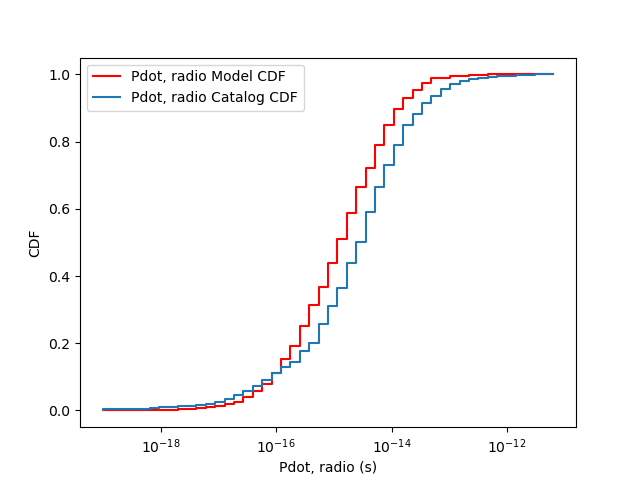 Pdot, radio Model CDF
Pdot, radio Catalog CDF
CDF
1.0
0.8
0.6
0.4
0.2
0.0
10⁻¹⁸ 10⁻¹⁶ 10⁻¹⁴ 10⁻¹²
Pdot, radio (s)